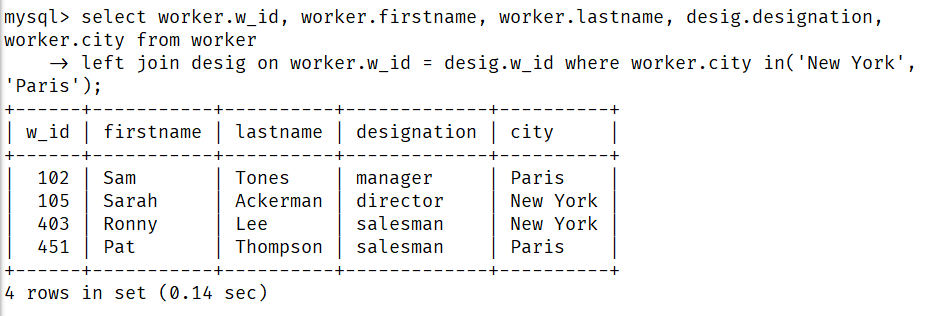 mysql> select worker.w_id, worker.firstname, worker.lastname, desig.designation,
worker.city from worker
    -> left join desig on worker.w_id = desig.w_id where worker.city in('New York',
'Paris');
+------+-----------+----------+-------------+----------+
| w_id | firstname | lastname | designation | city     |
+------+-----------+----------+-------------+----------+
|  102 | Sam       | Tones    | manager     | Paris    |
|  105 | Sarah     | Ackerman | director    | New York |
|  403 | Ronny     | Lee      | salesman    | New York |
|  451 | Pat       | Thompson | salesman    | Paris    |
+------+-----------+----------+-------------+----------+
4 rows in set (0.14 sec)